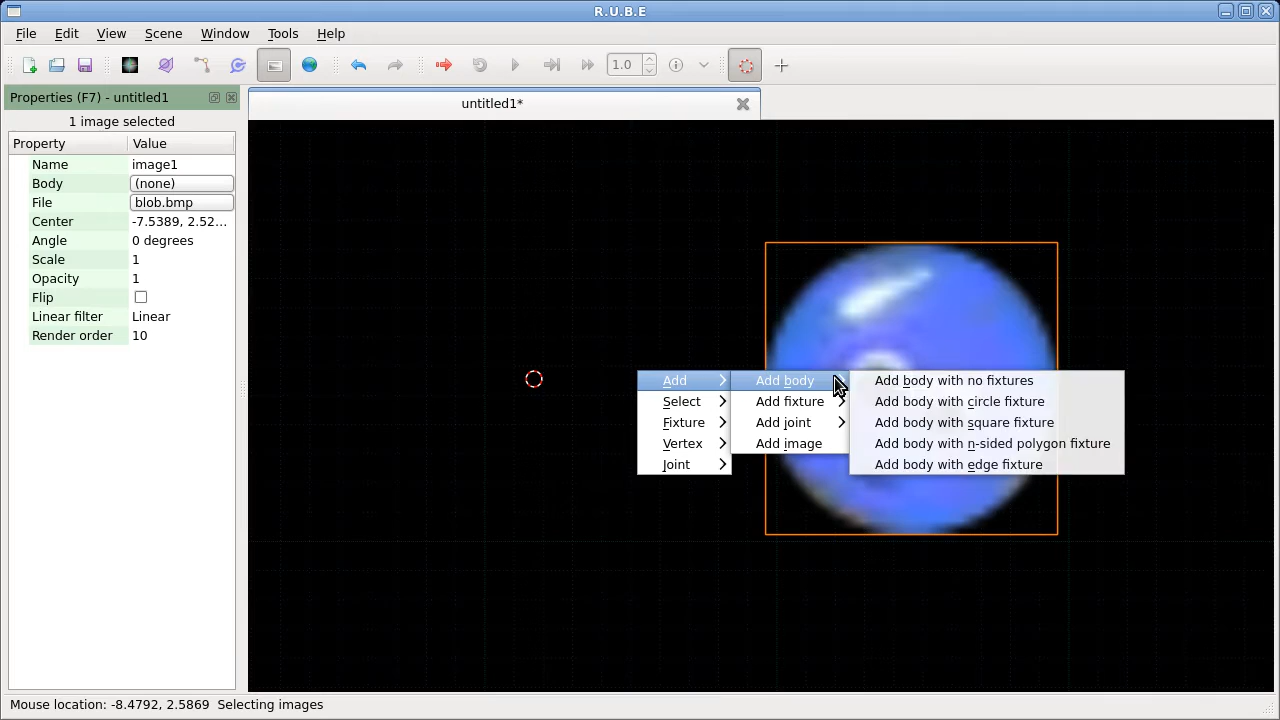 R.U.B.E
File Edit View Scene Window Tools Help
1.0
Properties (F7) - untitled1
untitled1*
1 image selected
Property Value
Name image1
Body (none)
File blob.bmp
Center -7.5389, 2.52...
Angle 0 degrees
Scale 1
Opacity 1
Flip
Linear filter Linear
Render order 10
Add
Select
Fixture
Vertex
Joint
Add body
Add fixture
Add joint
Add image
Add body with no fixtures
Add body with circle fixture
Add body with square fixture
Add body with n-sided polygon fixture
Add body with edge fixture
Mouse location: -8.4792, 2.5869 Selecting images